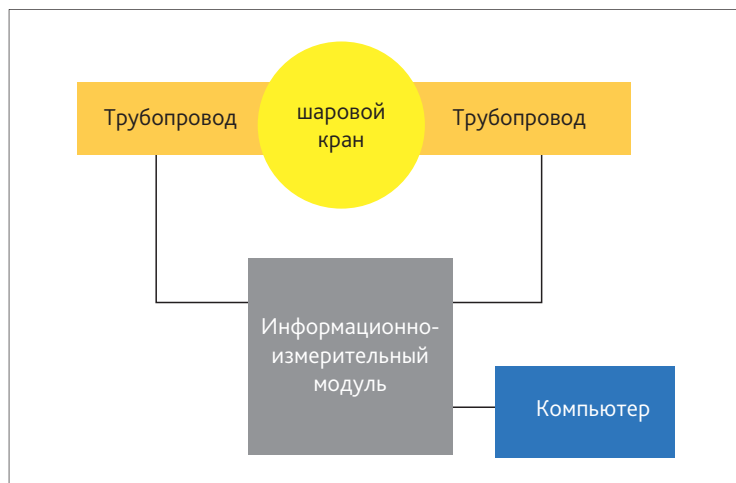 Трубопровод
шаровой
кран
Трубопровод
Информационно-
измерительный
модуль
Компьютер